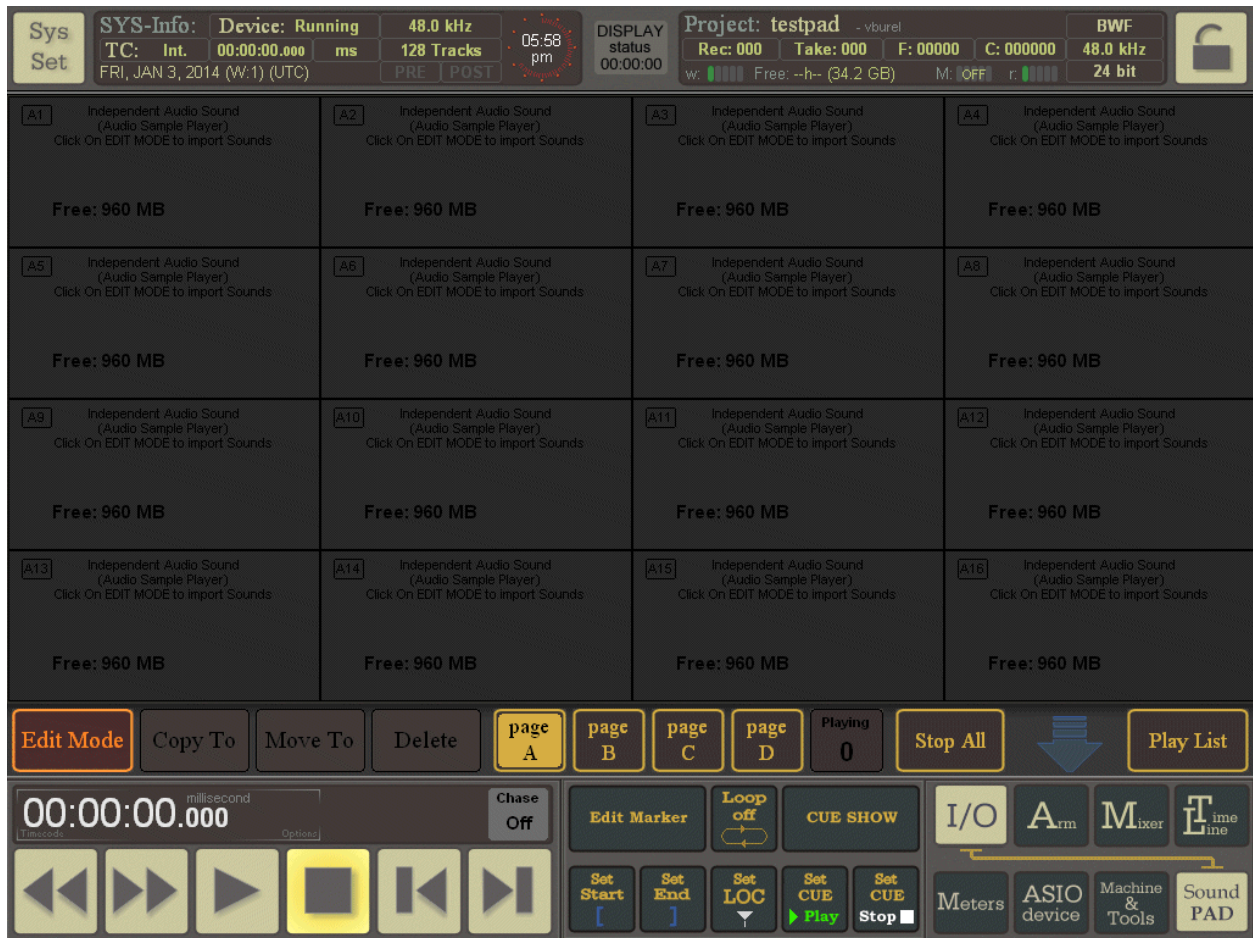 Sys Set
SYS-Info: Device: Running 48.0 kHz
TC: Int. 00:00:00.000 ms 128 Tracks
FRI, JAN 3, 2014 (W:1) (UTC) PRE POST
05:58 pm
DISPLAY status 00:00:00
Project: testpad - vburel BWF
Rec: 000 Take: 000 F: 00000 C: 000000 48.0 kHz
w: Free: --h-- (34.2 GB) M: OFF r: 24 bit
A1 Independent Audio Sound
(Audio Sample Player)
Click On EDIT MODE to import Sounds
Free: 960 MB
A2 Independent Audio Sound
(Audio Sample Player)
Click On EDIT MODE to import Sounds
Free: 960 MB
A3 Independent Audio Sound
(Audio Sample Player)
Click On EDIT MODE to import Sounds
Free: 960 MB
A4 Independent Audio Sound
(Audio Sample Player)
Click On EDIT MODE to import Sounds
Free: 960 MB
A5 Independent Audio Sound
(Audio Sample Player)
Click On EDIT MODE to import Sounds
Free: 960 MB
A6 Independent Audio Sound
(Audio Sample Player)
Click On EDIT MODE to import Sounds
Free: 960 MB
A7 Independent Audio Sound
(Audio Sample Player)
Click On EDIT MODE to import Sounds
Free: 960 MB
A8 Independent Audio Sound
(Audio Sample Player)
Click On EDIT MODE to import Sounds
Free: 960 MB
A9 Independent Audio Sound
(Audio Sample Player)
Click On EDIT MODE to import Sounds
Free: 960 MB
A10 Independent Audio Sound
(Audio Sample Player)
Click On EDIT MODE to import Sounds
Free: 960 MB
A11 Independent Audio Sound
(Audio Sample Player)
Click On EDIT MODE to import Sounds
Free: 960 MB
A12 Independent Audio Sound
(Audio Sample Player)
Click On EDIT MODE to import Sounds
Free: 960 MB
A13 Independent Audio Sound
(Audio Sample Player)
Click On EDIT MODE to import Sounds
Free: 960 MB
A14 Independent Audio Sound
(Audio Sample Player)
Click On EDIT MODE to import Sounds
Free: 960 MB
A15 Independent Audio Sound
(Audio Sample Player)
Click On EDIT MODE to import Sounds
Free: 960 MB
A16 Independent Audio Sound
(Audio Sample Player)
Click On EDIT MODE to import Sounds
Free: 960 MB
Edit Mode
Copy To
Move To
Delete
page A
page B
page C
page D
Playing 0
Stop All
Play List
00:00:00.000 millisecond
Timecode Options
Chase Off
Edit Marker
Loop off
CUE SHOW
I/O
Arm
Mixer
Time Line
Set Start [
Set End ]
Set LOC
Set CUE Play
Set CUE Stop
Meters
ASIO device
Machine & Tools
Sound PAD